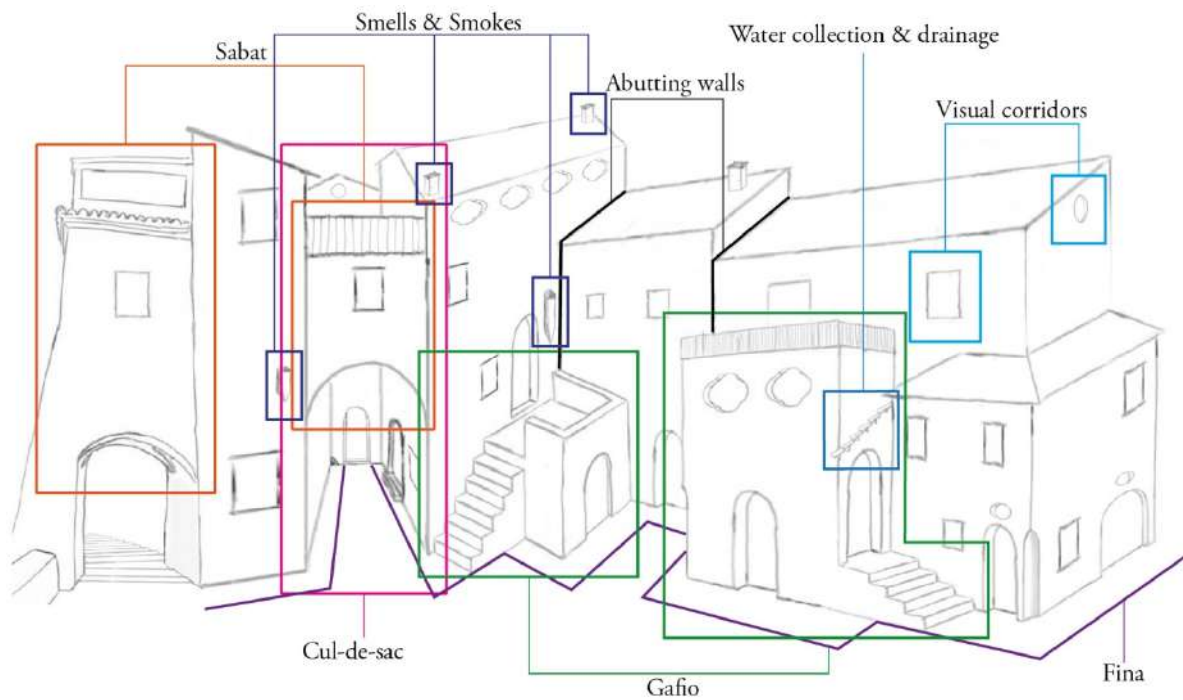 Smells & Smokes
Sabat
Water collection & drainage
Abutting walls
Visual corridors
Cul-de-sac
Gafio
Fina